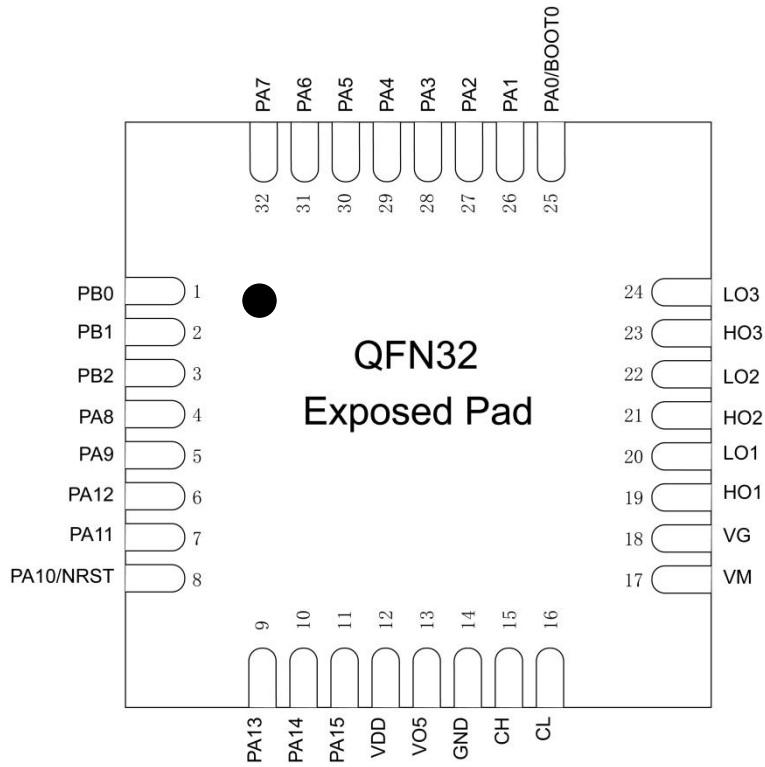 PA7
PA6
PA5
PA4
PA3
PA2
PA1
PA0/BOOT0
32
31
30
29
28
27
26
25
PB0
1
PB1
2
PB2
3
PA8
4
PA9
5
PA12
6
PA11
7
PA10/NRST
8
QFN32
Exposed Pad
24
LO3
23
HO3
22
LO2
21
HO2
20
LO1
19
HO1
18
VG
17
VM
9
10
11
12
13
14
15
16
PA13
PA14
PA15
VDD
VO5
GND
CH
CL